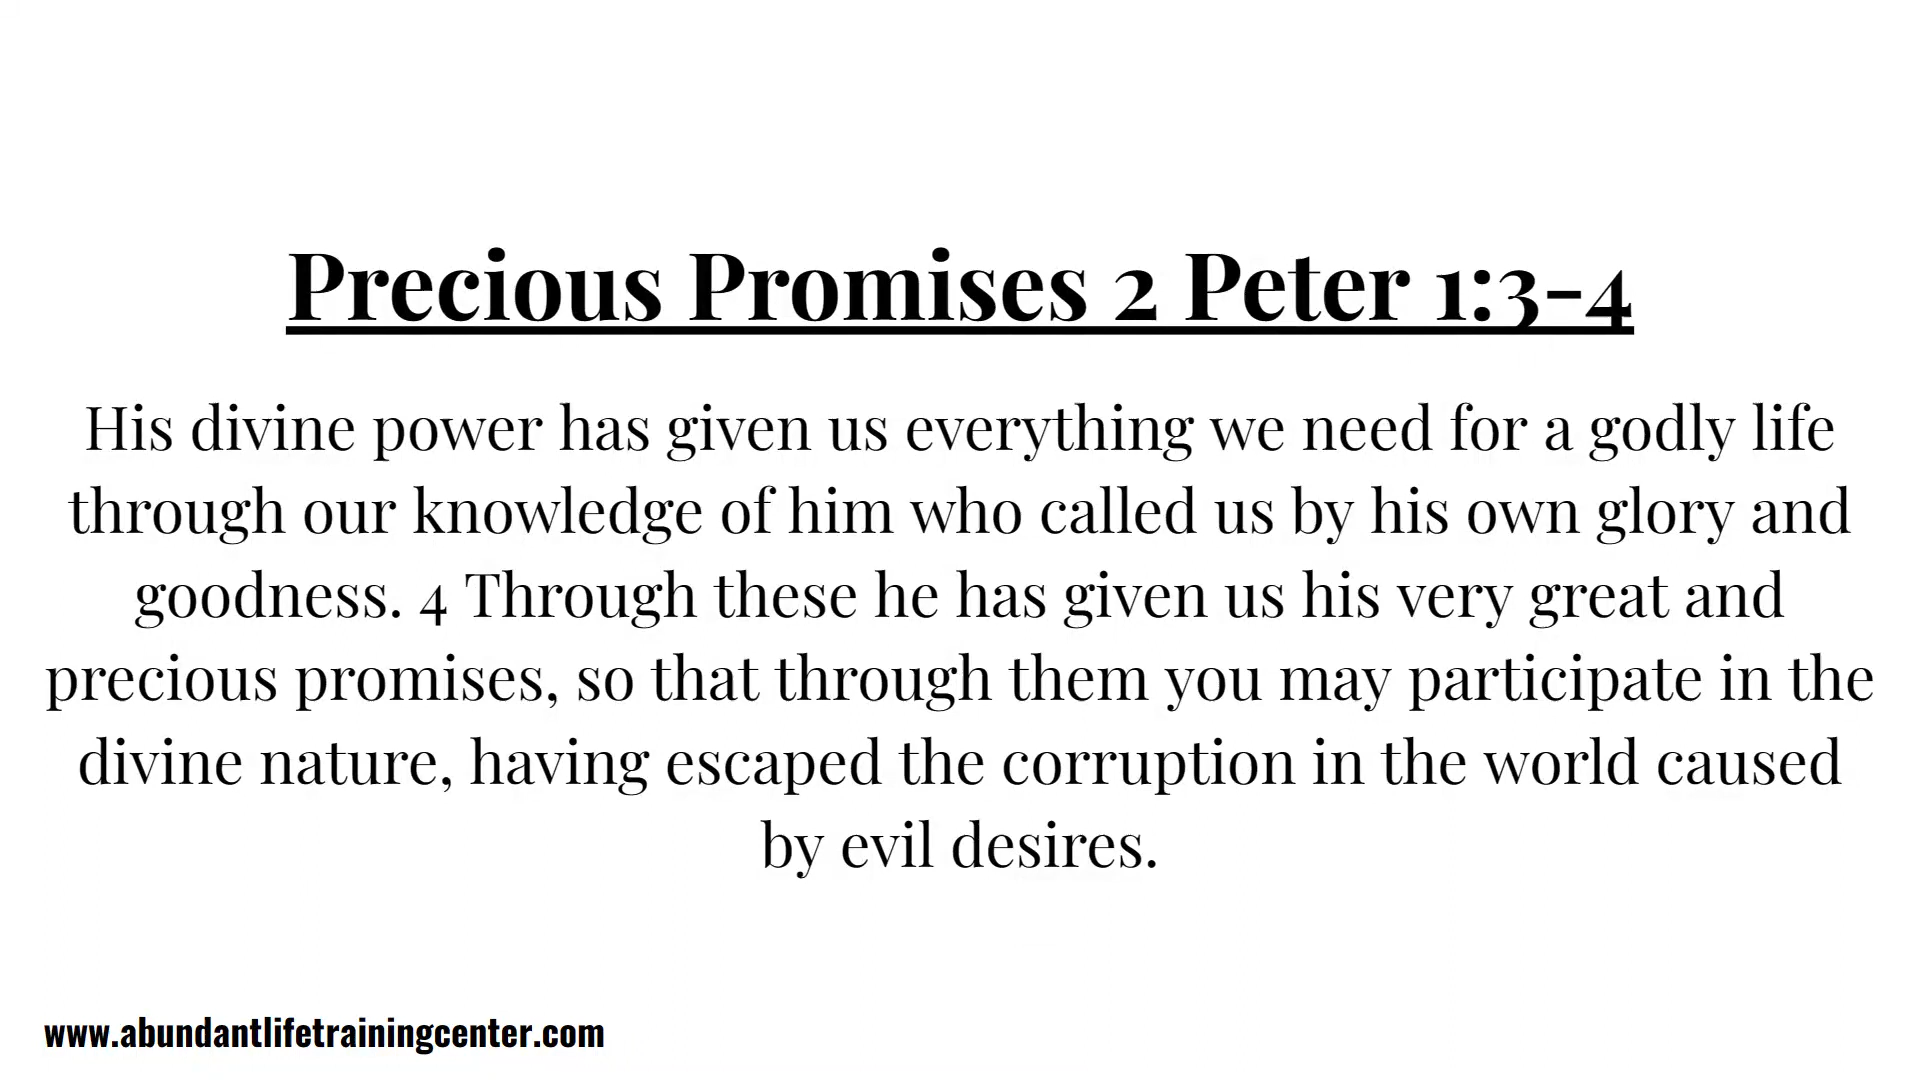 Precious Promises 2 Peter 1:3-4
His divine power has given us everything we need for a godly life
through our knowledge of him who called us by his own glory and
goodness. 4 Through these he has given us his very great and
precious promises, so that through them you may participate in the
divine nature, having escaped the corruption in the world caused
by evil desires.
www.abundantlifetrainingcenter.com